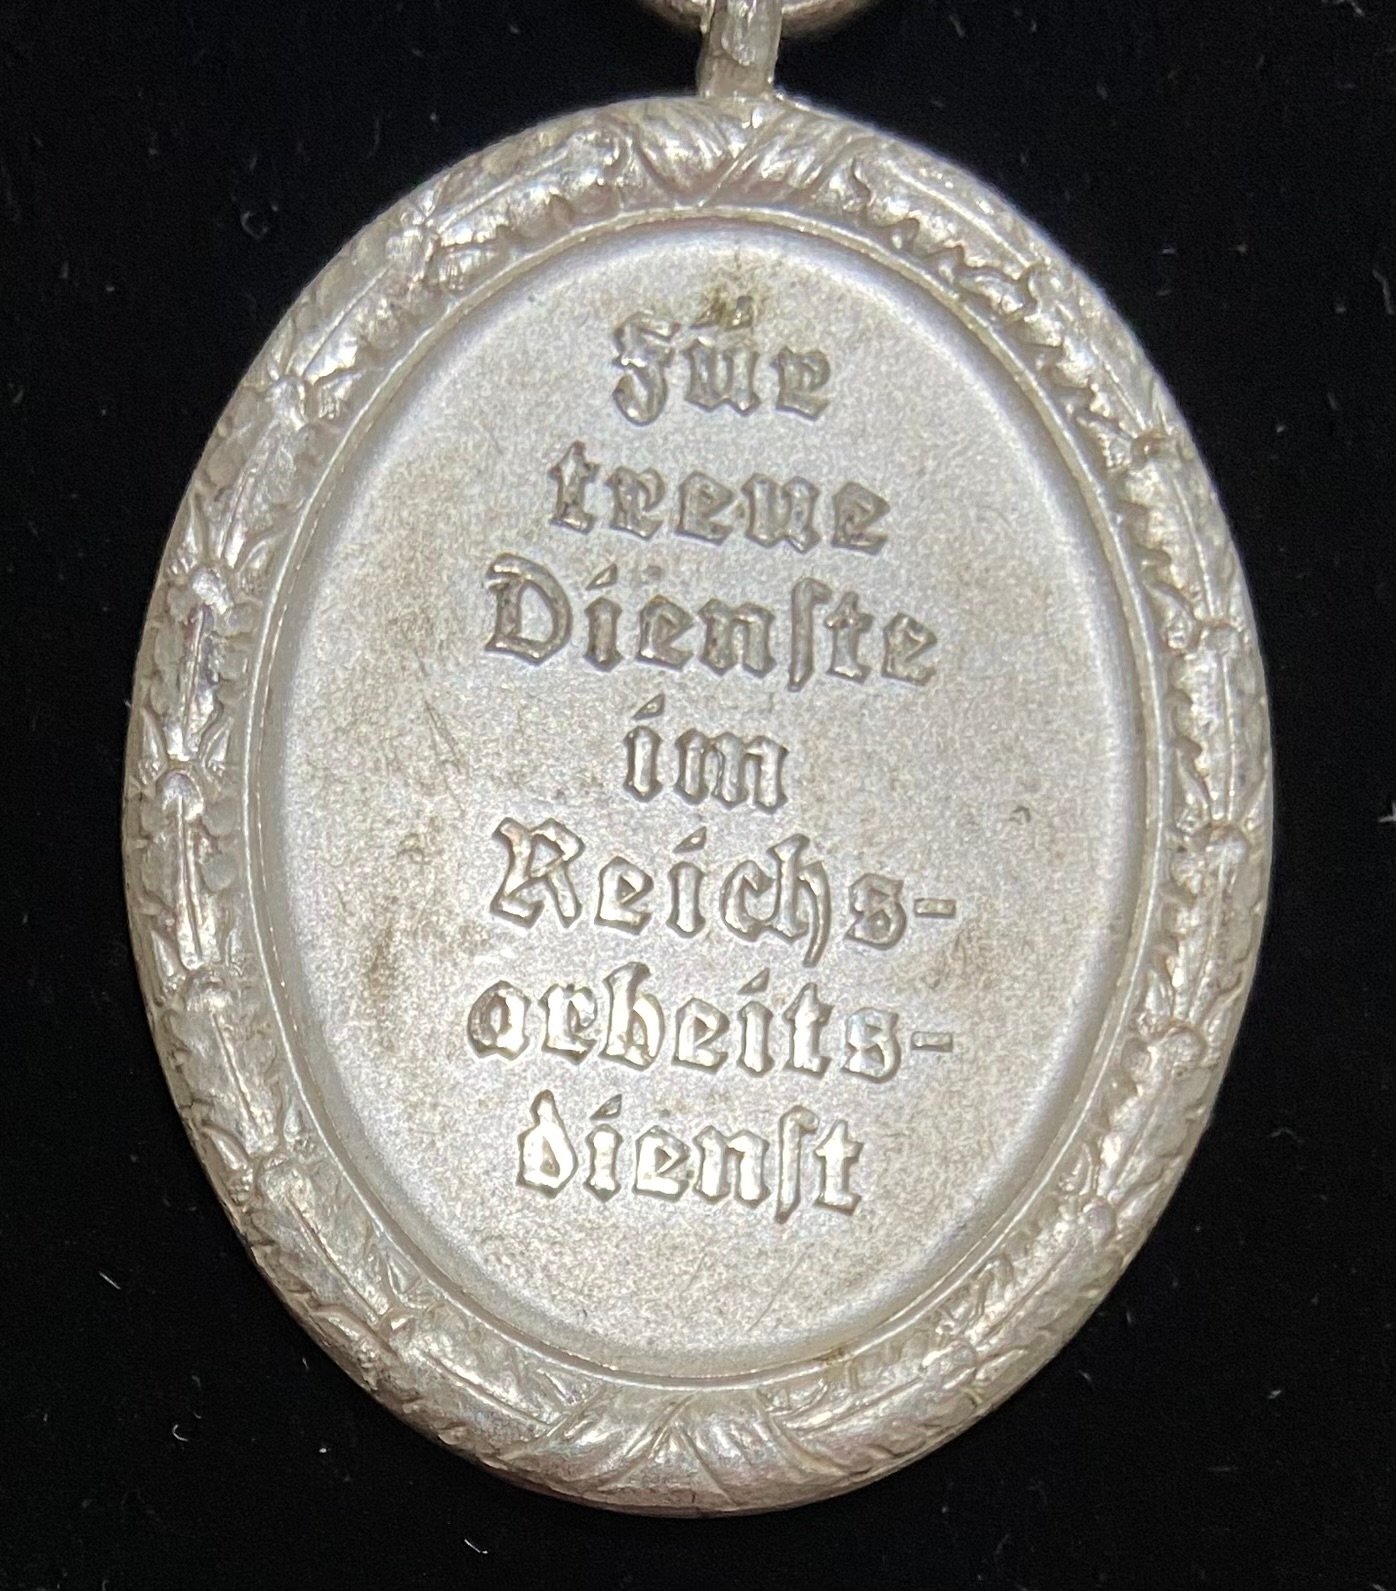 Für
treue
Dienſte
im
Reichs-
arbeits-
dienſt